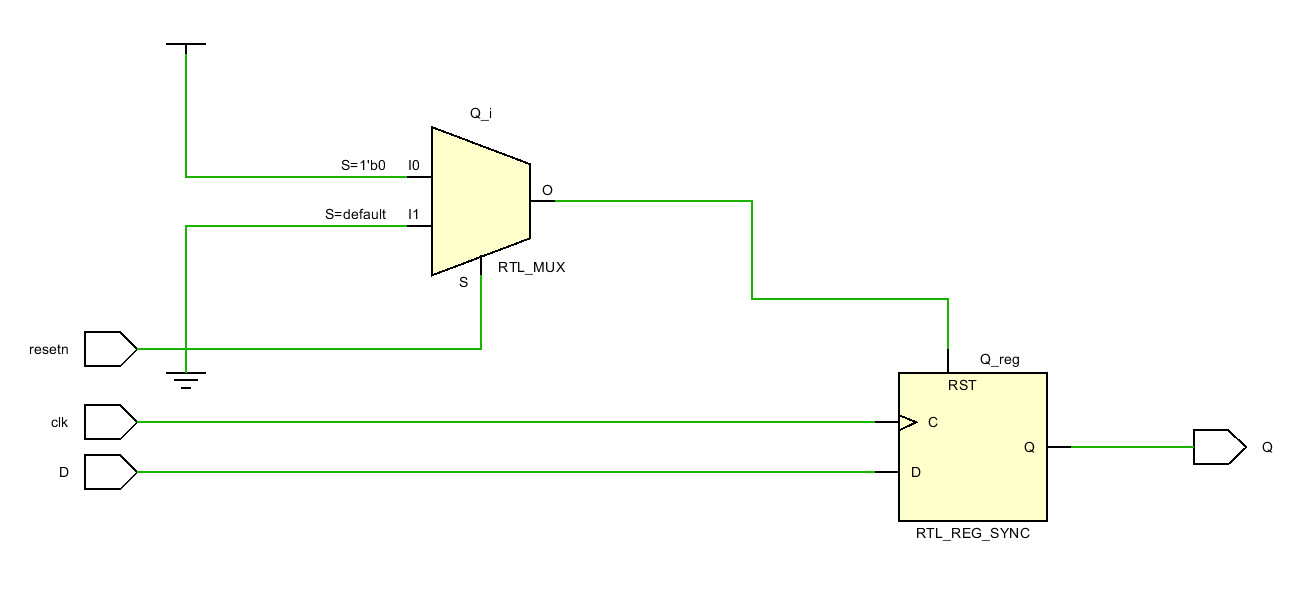 Q_i
S=1'b0 I0
O
S=default I1
RTL_MUX
S
resetn
Q_reg
RST
clk
C
Q
Q
D
D
RTL_REG_SYNC